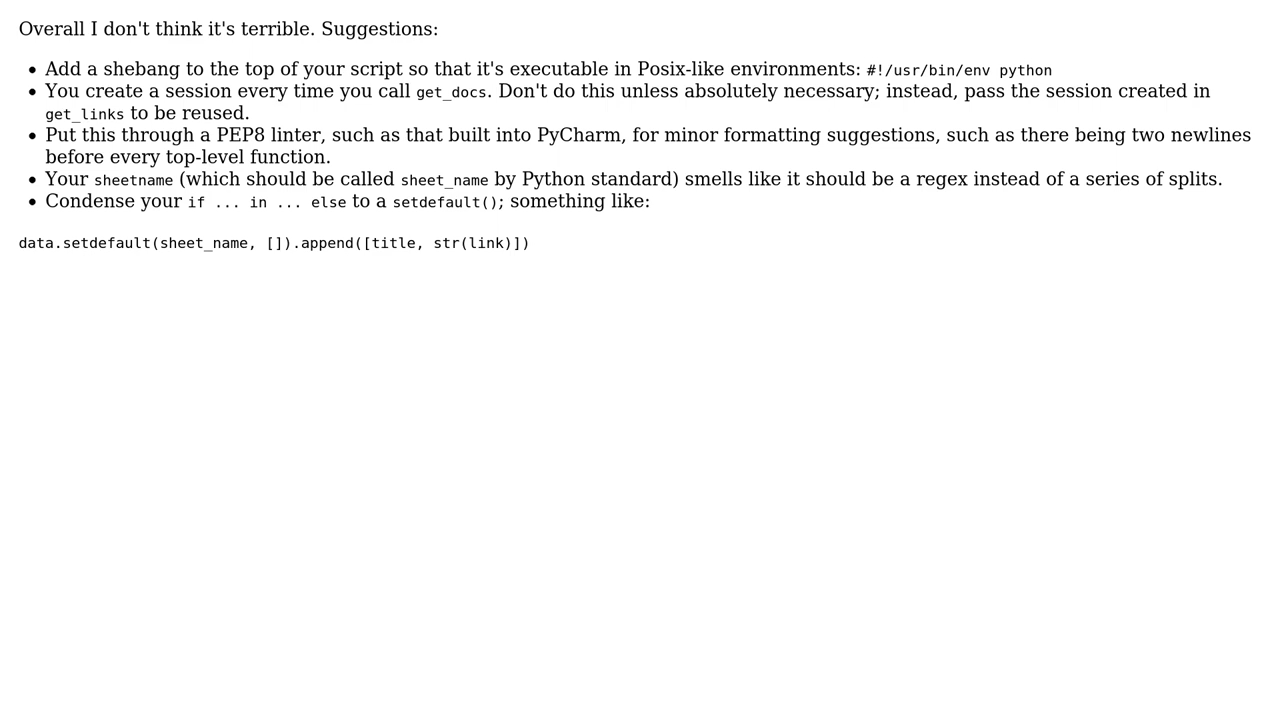 Overall I don't think it's terrible. Suggestions:
• Add a shebang to the top of your script so that it's executable in Posix-like environments: #!/usr/bin/env python
• You create a session every time you call get_docs. Don't do this unless absolutely necessary; instead, pass the session created in
get_links to be reused.
• Put this through a PEP8 linter, such as that built into PyCharm, for minor formatting suggestions, such as there being two newlines
before every top-level function.
• Your sheetname (which should be called sheet_name by Python standard) smells like it should be a regex instead of a series of splits.
• Condense your if ... in ... else to a setdefault(); something like:
data.setdefault(sheet_name, []).append([title, str(link)])